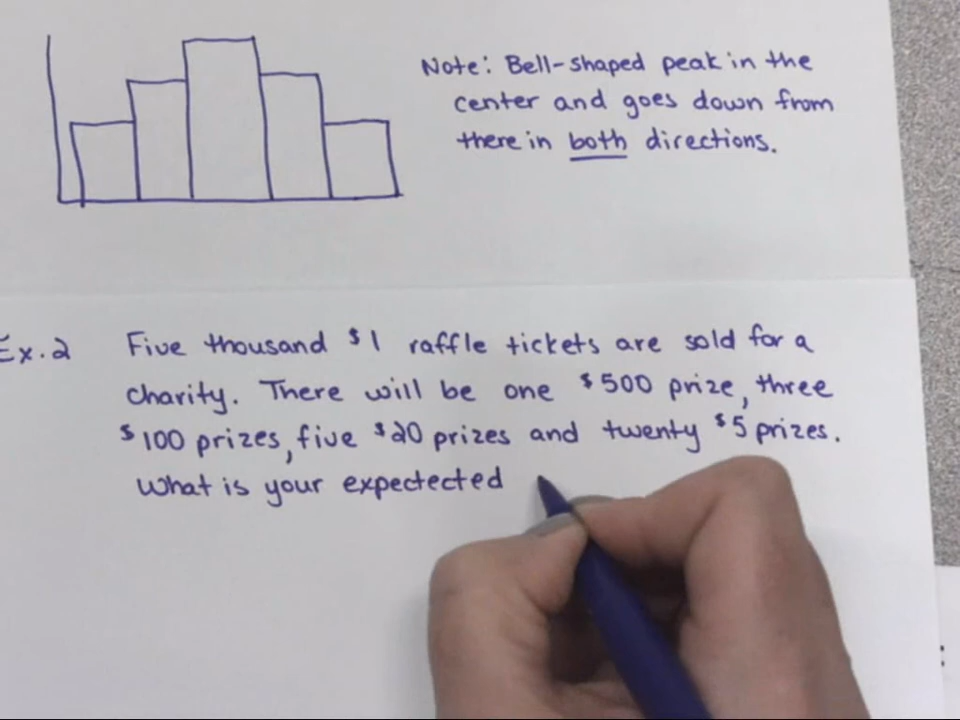 Note: Bell-shaped peak in the
center and goes down from
there in both directions.
Ex.2 Five thousand $1 raffle tickets are sold for a
charity. There will be one $500 prize, three
$100 prizes, five $20 prizes and twenty $5 prizes.
What is your expectected